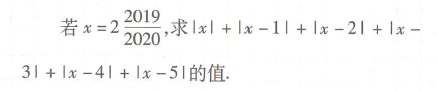 若 x = 2 2019/2020,求|x| + |x - 1| + |x - 2| + |x -
3| + |x - 4| + |x - 5|的值.